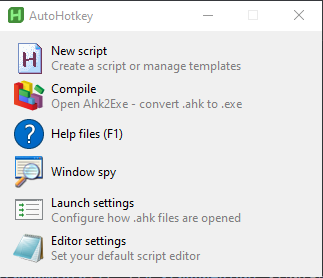 AutoHotkey
New script
Create a script or manage templates
Compile
Open Ahk2Exe - convert .ahk to .exe
Help files (F1)
Window spy
Launch settings
Configure how .ahk files are opened
Editor settings
Set your default script editor